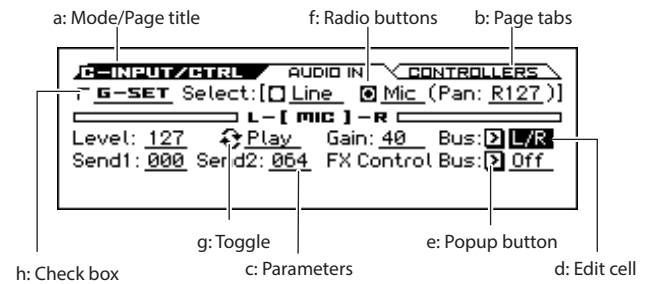 a: Mode/Page title f: Radio buttons b: Page tabs
C-INPUT/CTRL AUDIO IN CONTROLLERS
G-SET Select:[ Line Mic (Pan: R127)]
L-[ MIC ]-R
Level: 127 Play Gain: 40 Bus: L/R
Send1: 000 Send2: 064 FX Control Bus: Off
g: Toggle e: Popup button
h: Check box c: Parameters d: Edit cell